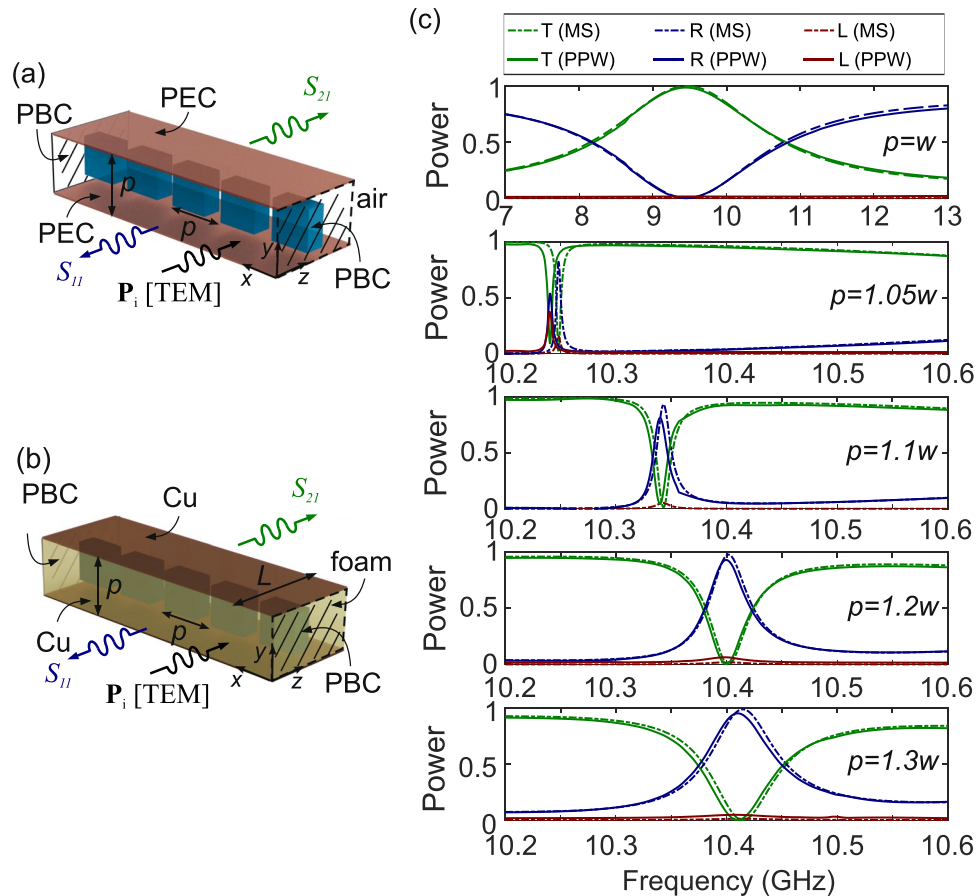 (a)
PBC
PEC
S21
p
p
air
PEC
S11
Pi [TEM]
y
x
z
PBC
(b)
PBC
Cu
S21
L
foam
p
p
Cu
S11
Pi [TEM]
y
x
z
PBC
(c)
T (MS) R (MS) L (MS)
T (PPW) R (PPW) L (PPW)
Power
1
0.5
0
p=w
7 8 9 10 11 12 13
Power
1
0.5
0
p=1.05w
10.2 10.3 10.4 10.5 10.6
Power
1
0.5
0
p=1.1w
10.2 10.3 10.4 10.5 10.6
Power
1
0.5
0
p=1.2w
10.2 10.3 10.4 10.5 10.6
Power
1
0.5
0
p=1.3w
10.2 10.3 10.4 10.5 10.6
Frequency (GHz)